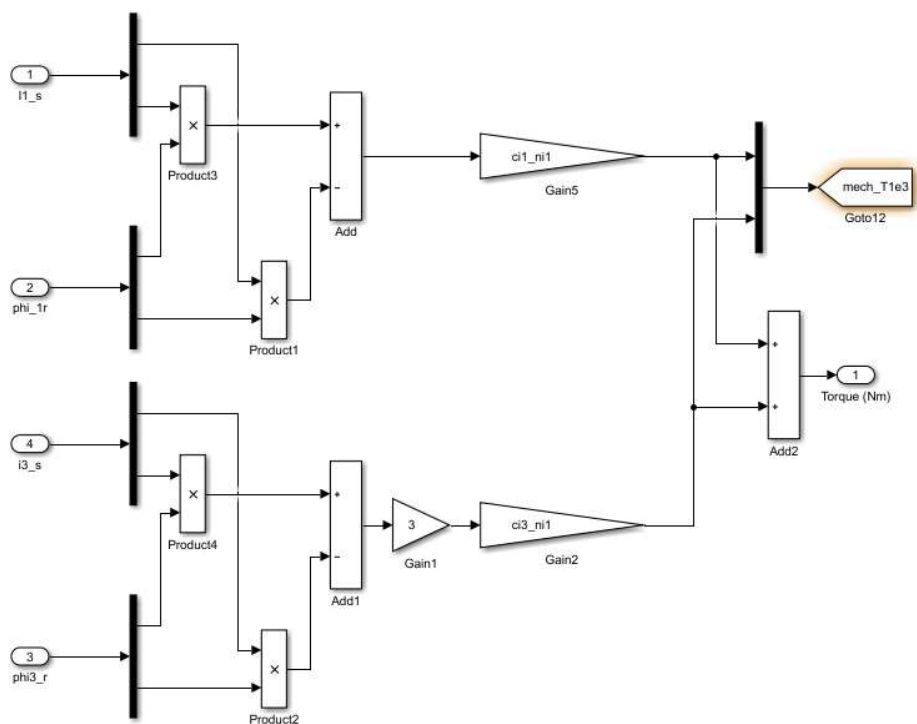 1
I1_s
×
Product3
+
−
Add
ci1_ni1
Gain5
mech_T1e3
Goto12
2
phi_1r
×
Product1
+
+
Add2
1
Torque (Nm)
4
i3_s
×
Product4
+
−
Add1
3
Gain1
ci3_ni1
Gain2
3
phi3_r
×
Product2